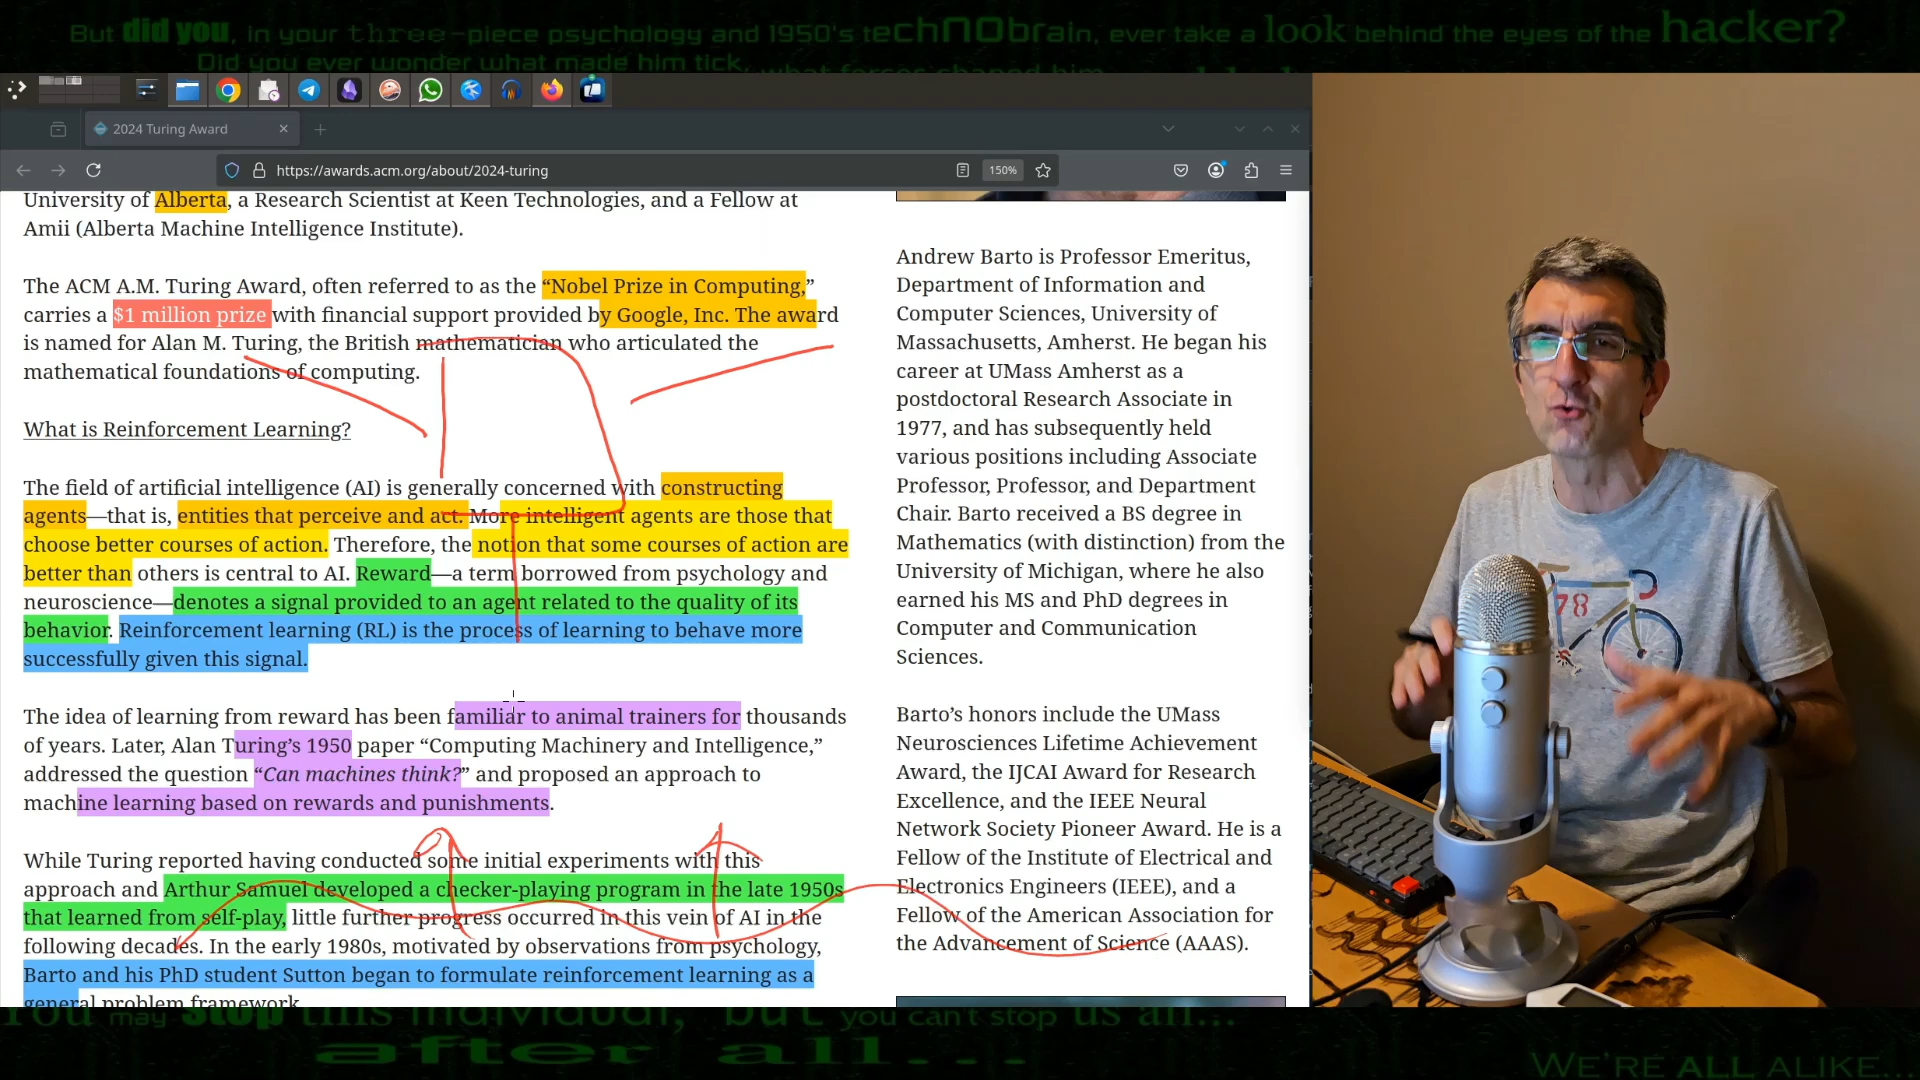 But did you, in your three-piece psychology and 1950's techNObrain, ever take a look behind the eyes of the hacker?
Did you ever wonder what made him tick, what forces shaped him
2024 Turing Award
https://awards.acm.org/about/2024-turing
150%
University of Alberta, a Research Scientist at Keen Technologies, and a Fellow at
Amii (Alberta Machine Intelligence Institute).
The ACM A.M. Turing Award, often referred to as the “Nobel Prize in Computing,”
carries a $1 million prize with financial support provided by Google, Inc. The award
is named for Alan M. Turing, the British mathematician who articulated the
mathematical foundations of computing.
What is Reinforcement Learning?
The field of artificial intelligence (AI) is generally concerned with constructing
agents—that is, entities that perceive and act. More intelligent agents are those that
choose better courses of action. Therefore, the notion that some courses of action are
better than others is central to AI. Reward—a term borrowed from psychology and
neuroscience—denotes a signal provided to an agent related to the quality of its
behavior. Reinforcement learning (RL) is the process of learning to behave more
successfully given this signal.
The idea of learning from reward has been familiar to animal trainers for thousands
of years. Later, Alan Turing’s 1950 paper “Computing Machinery and Intelligence,”
addressed the question “Can machines think?” and proposed an approach to
machine learning based on rewards and punishments.
While Turing reported having conducted some initial experiments with this
approach and Arthur Samuel developed a checker-playing program in the late 1950s
that learned from self-play, little further progress occurred in this vein of AI in the
following decades. In the early 1980s, motivated by observations from psychology,
Barto and his PhD student Sutton began to formulate reinforcement learning as a
general problem framework.
Andrew Barto is Professor Emeritus,
Department of Information and
Computer Sciences, University of
Massachusetts, Amherst. He began his
career at UMass Amherst as a
postdoctoral Research Associate in
1977, and has subsequently held
various positions including Associate
Professor, Professor, and Department
Chair. Barto received a BS degree in
Mathematics (with distinction) from the
University of Michigan, where he also
earned his MS and PhD degrees in
Computer and Communication
Sciences.
Barto’s honors include the UMass
Neurosciences Lifetime Achievement
Award, the IJCAI Award for Research
Excellence, and the IEEE Neural
Network Society Pioneer Award. He is a
Fellow of the Institute of Electrical and
Electronics Engineers (IEEE), and a
Fellow of the American Association for
the Advancement of Science (AAAS).
78
You may stop this individual, but you can't stop us all...
after all...
We're all alike...